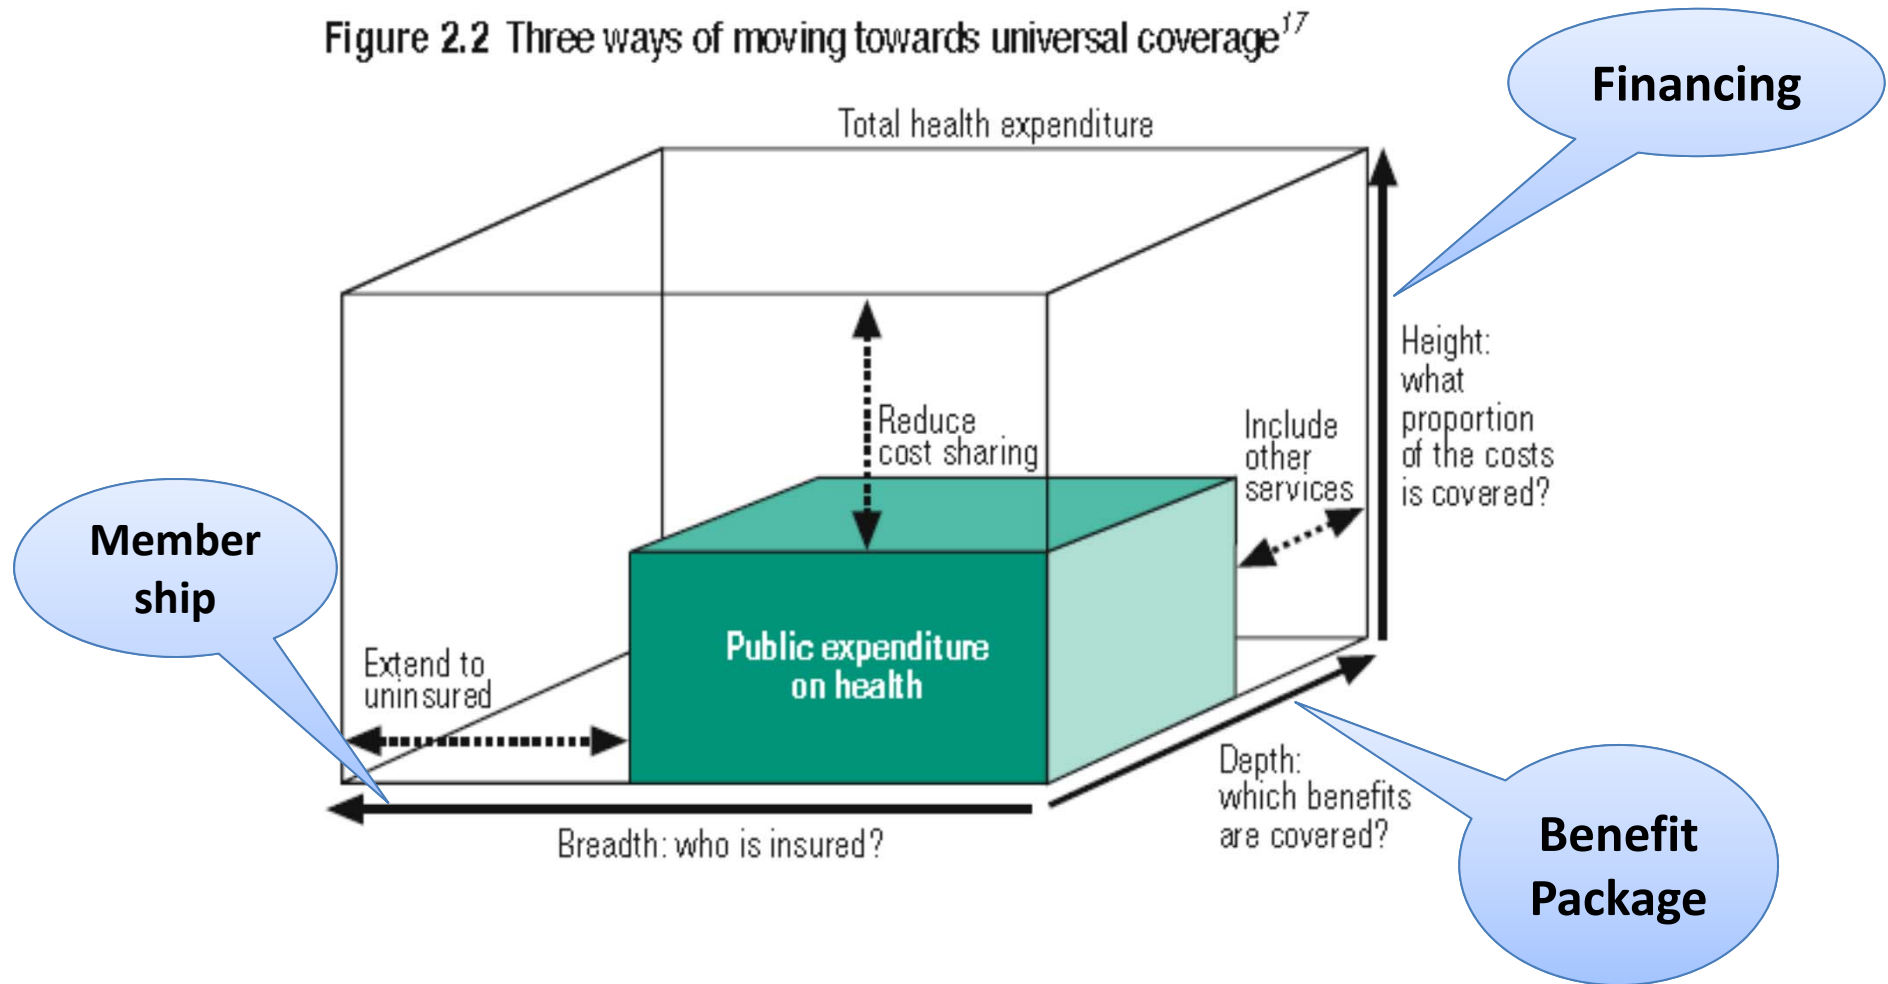 Figure 2.2 Three ways of moving towards universal coverage17
Financing
Total health expenditure
Height:
what
proportion
of the costs
is covered?
Reduce
cost sharing
Include
other
services
Member
ship
Public expenditure
on health
Extend to
uninsured
Depth:
which benefits
are covered?
Breadth: who is insured?
Benefit
Package